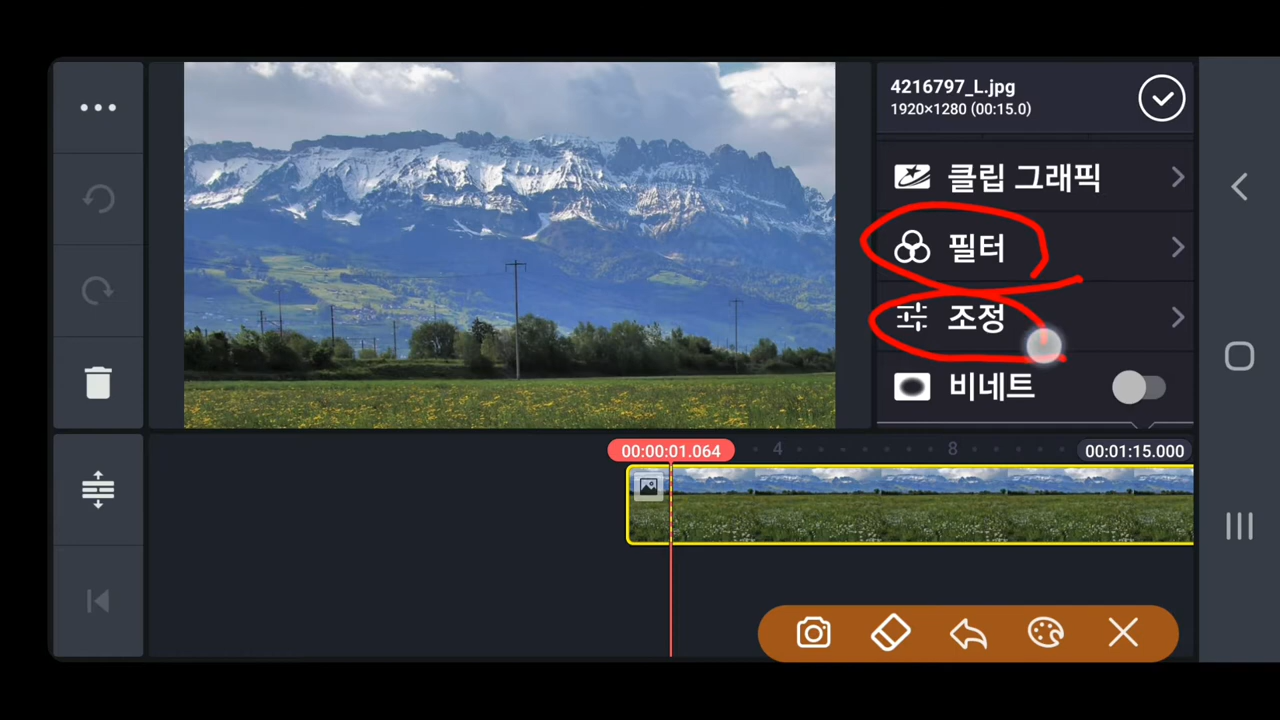 4216797_L.jpg
1920×1280 (00:15.0)
클립 그래픽
필터
조정
비네트
00:00:01.064
4
8
00:01:15.000